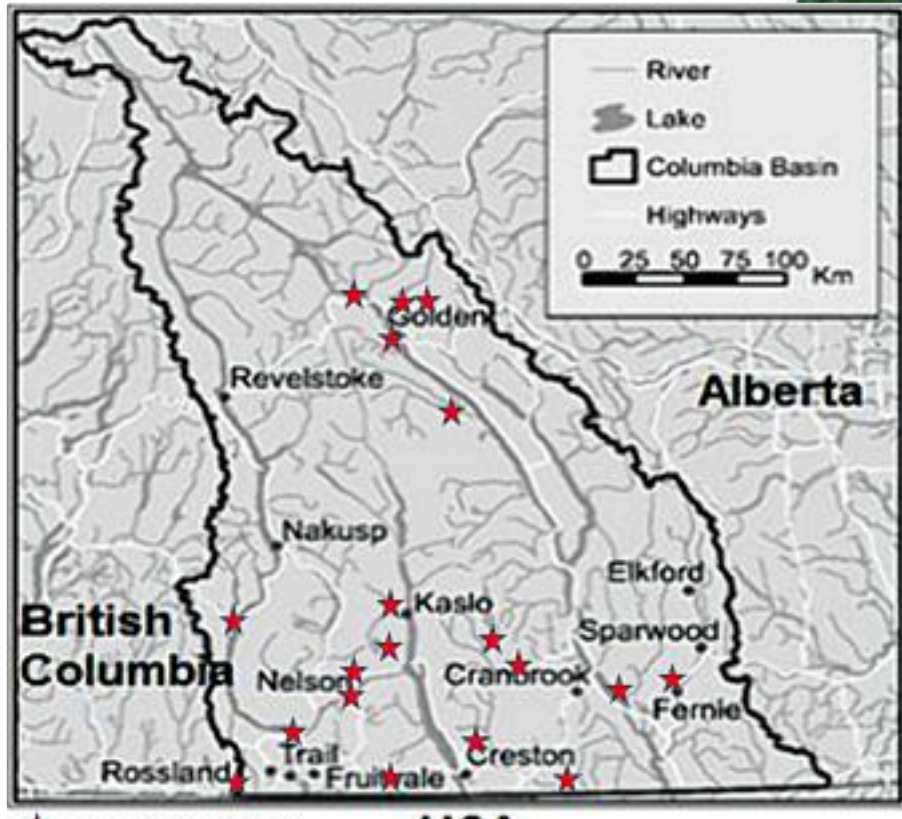 River
Lake
Columbia Basin
Highways
0 25 50 75 100
Km
Golden
Revelstoke
Alberta
Nakusp
Elkford
Kaslo
British
Columbia
Sparwood
Nelson
Cranbrook
Fernie
Trail
Creston
Rossland
Fruitvale